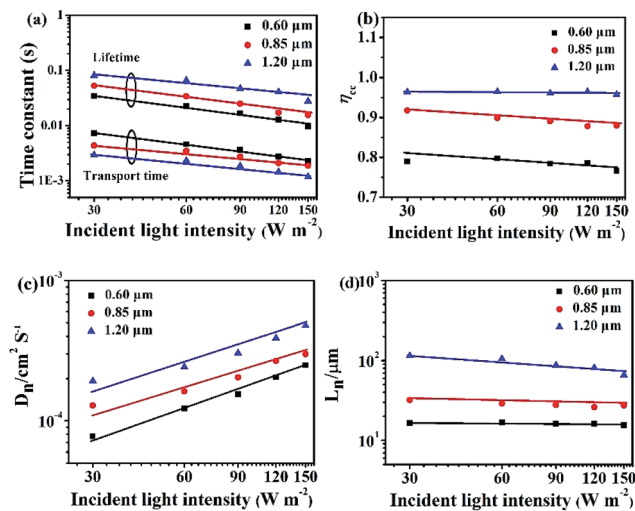 (a)
0.60 µm
0.85 µm
1.20 µm
Lifetime
Transport time
Time constant (s)
1
0.1
0.01
1E-3
30 60 90 120 150
Incident light intensity (W m⁻²)
(b)
0.60 µm
0.85 µm
1.20 µm
ηcc
1.1
1.0
0.9
0.8
0.7
30 60 90 120 150
Incident light intensity (W m⁻²)
(c)
0.60 µm
0.85 µm
1.20 µm
Dn/cm² S⁻¹
10⁻³
10⁻⁴
30 60 90 120 150
Incident light intensity (W m⁻²)
(d)
0.60 µm
0.85 µm
1.20 µm
Ln/µm
10³
10²
10¹
30 60 90 120 150
Incident light intensity (W m⁻²)